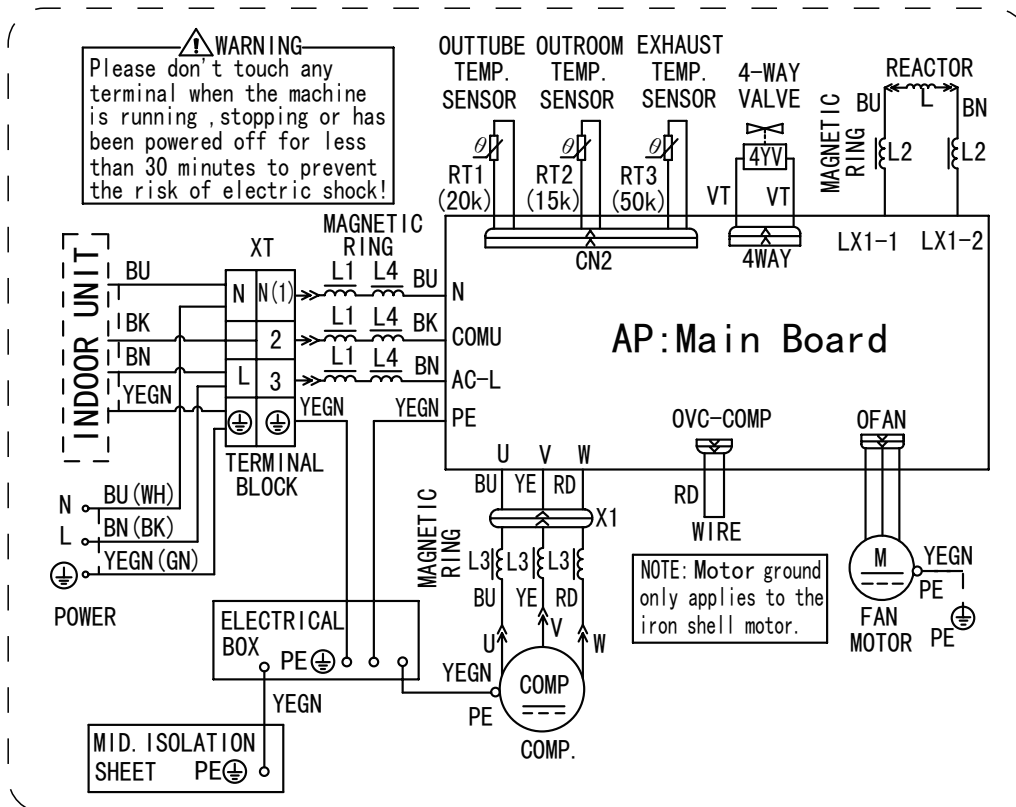 WARNING
Please don't touch any
terminal when the machine
is running ,stopping or has
been powered off for less
than 30 minutes to prevent
the risk of electric shock!
OUTTUBE OUTROOM EXHAUST
TEMP. TEMP. TEMP.
SENSOR SENSOR SENSOR
4-WAY
VALVE
REACTOR
BU L BN
MAGNETIC
RING
L2 L2
θ θ θ
4YV
RT1 RT2 RT3
(20k) (15k) (50k)
VT VT
CN2
4WAY
LX1-1 LX1-2
INDOOR UNIT
BU
BK
BN
YEGN
XT
N N(1)
2
L 3
TERMINAL
BLOCK
MAGNETIC
RING
L1 L4 BU N
L1 L4 BK COMU
L1 L4 BN AC-L
YEGN YEGN PE
AP:Main Board
U V W
BU YE RD
X1
MAGNETIC
RING
L3 L3 L3
BU YE RD
U V W
OVC-COMP
RD
WIRE
OFAN
M
YEGN
PE
FAN
MOTOR
PE
NOTE: Motor ground
only applies to the
iron shell motor.
N BU(WH)
L BN(BK)
YEGN(GN)
POWER
ELECTRICAL
BOX PE
YEGN
YEGN
PE
COMP
COMP.
MID. ISOLATION
SHEET PE